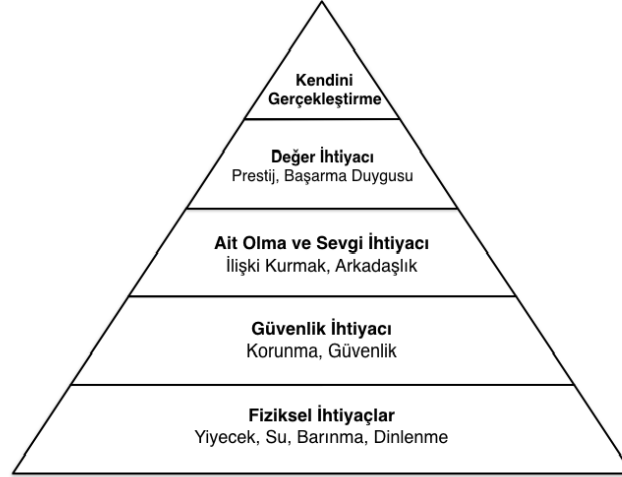 Kendini
Gerçekleştirme
Değer İhtiyacı
Prestij, Başarma Duygusu
Ait Olma ve Sevgi İhtiyacı
İlişki Kurmak, Arkadaşlık
Güvenlik İhtiyacı
Korunma, Güvenlik
Fiziksel İhtiyaçlar
Yiyecek, Su, Barınma, Dinlenme